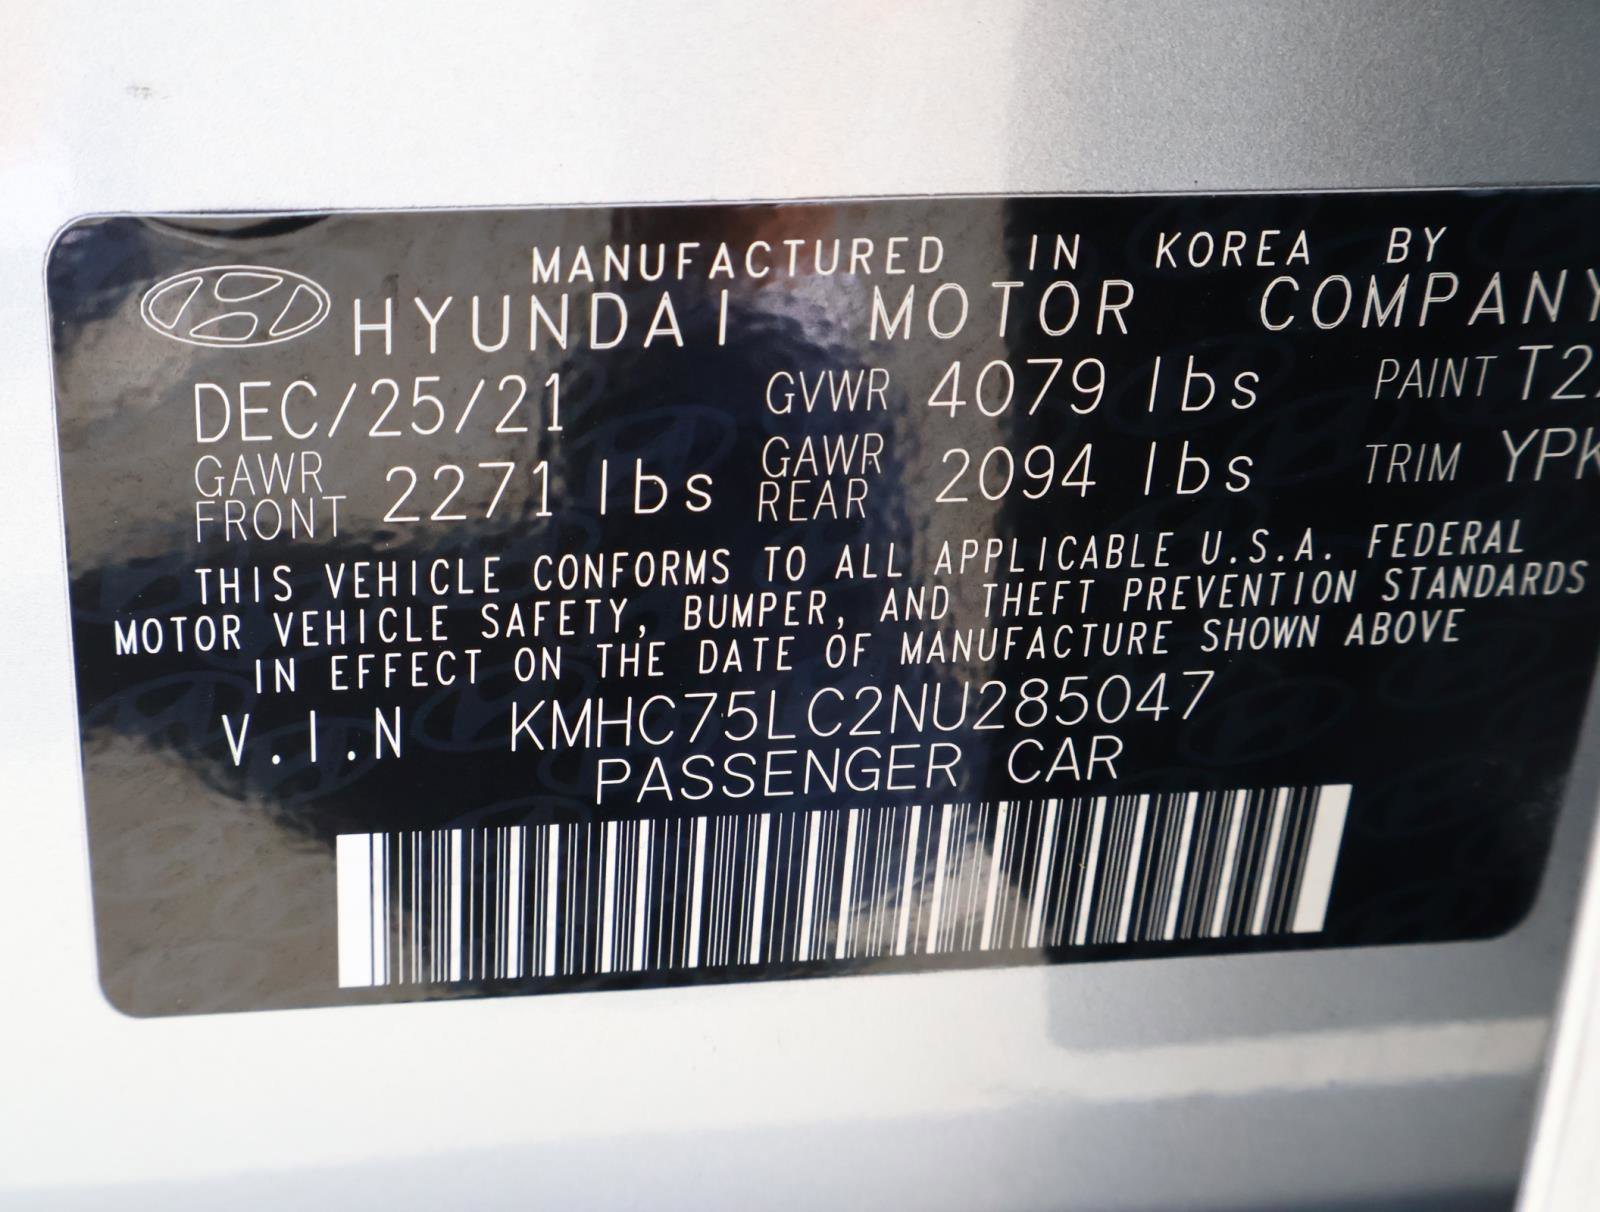 MANUFACTURED IN KOREA BY
HYUNDAI MOTOR COMPANY
DEC/25/21 GVWR 4079 lbs PAINT
GAWR FRONT 2271 lbs GAWR REAR 2094 lbs TRIM YPK
THIS VEHICLE CONFORMS TO ALL APPLICABLE U.S.A. FEDERAL
MOTOR VEHICLE SAFETY, BUMPER, AND THEFT PREVENTION STANDARDS
IN EFFECT ON THE DATE OF MANUFACTURE SHOWN ABOVE
V.I.N KMHC75LC2NU285047
PASSENGER CAR